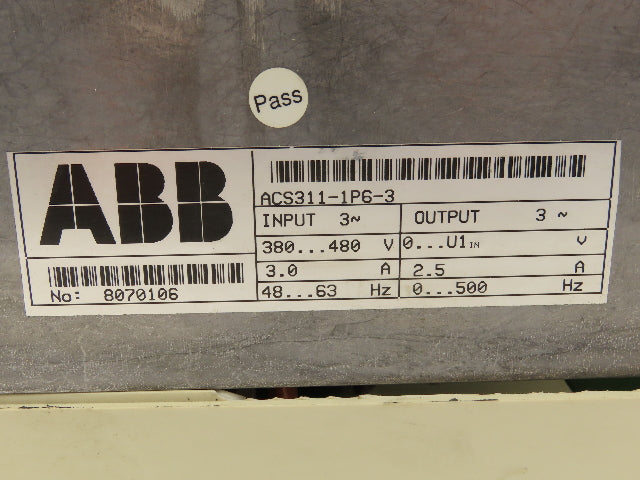 Pass
ABB
ACS311-1P6-3
INPUT 3~ OUTPUT 3 ~
380...480 V 0...U1IN V
3.0 A 2.5 A
48...63 Hz 0...500 Hz
No: 8070106